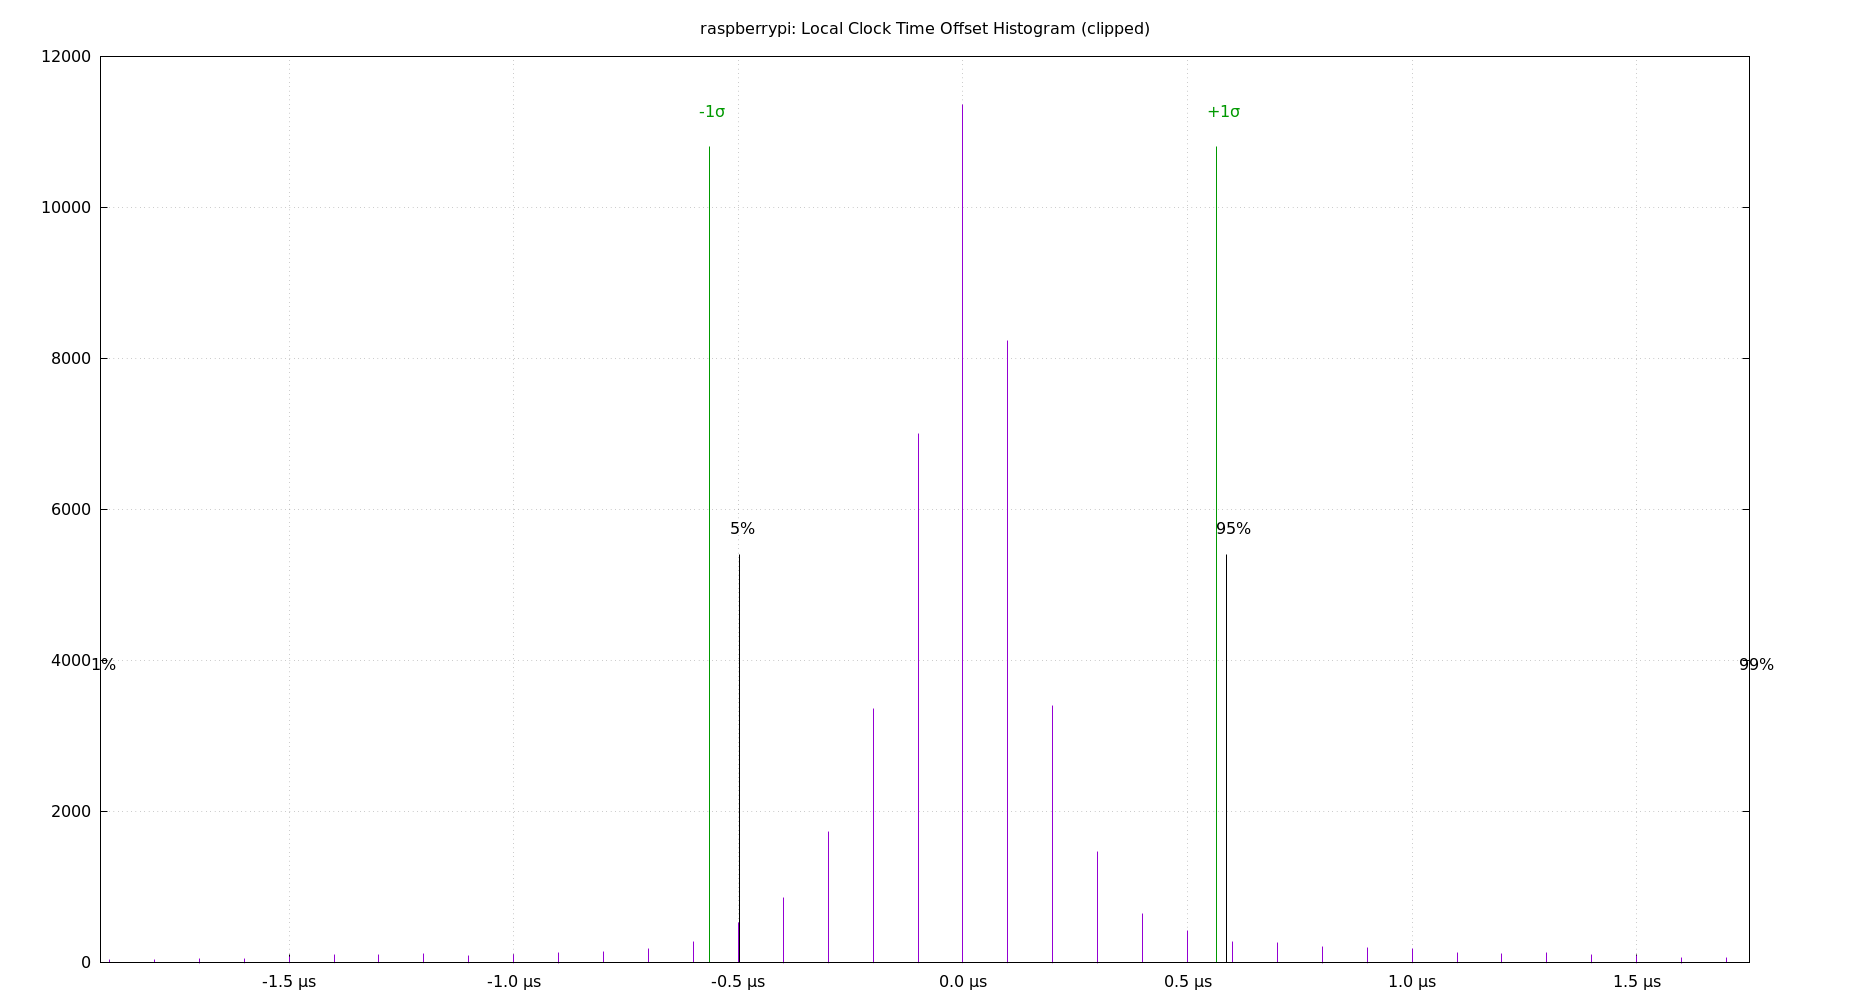 raspberrypi: Local Clock Time Offset Histogram (clipped)
12000
-1σ
+1σ
10000
8000
6000
5%
95%
4000
1%
99%
2000
0
-1.5 µs
-1.0 µs
-0.5 µs
0.0 µs
0.5 µs
1.0 µs
1.5 µs